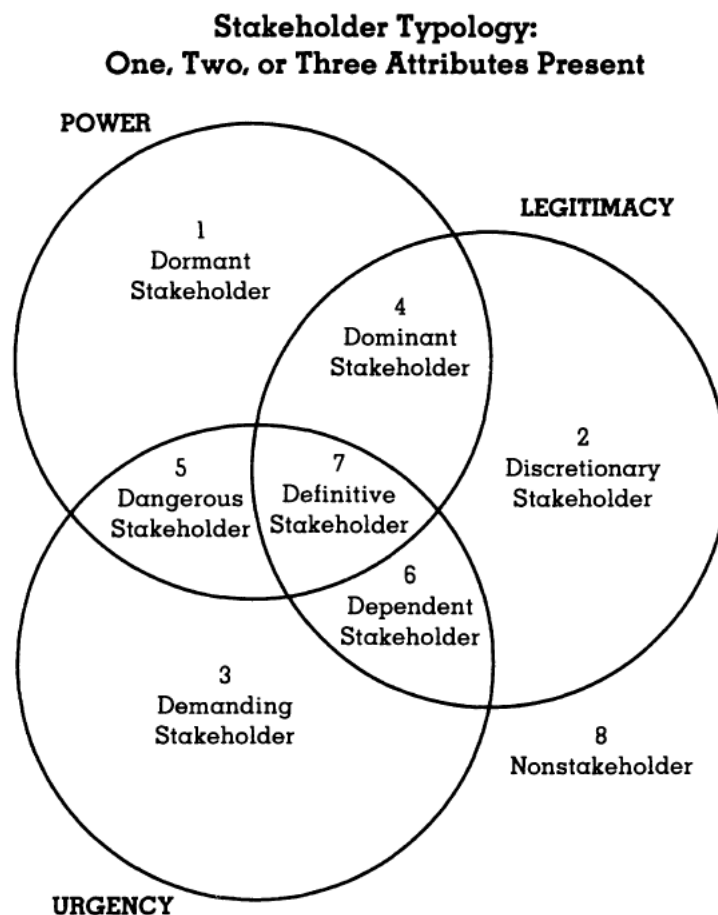 Stakeholder Typology:
One, Two, or Three Attributes Present
POWER
LEGITIMACY
1
Dormant
Stakeholder
4
Dominant
Stakeholder
2
Discretionary
Stakeholder
5
Dangerous
Stakeholder
7
Definitive
Stakeholder
6
Dependent
Stakeholder
3
Demanding
Stakeholder
8
Nonstakeholder
URGENCY